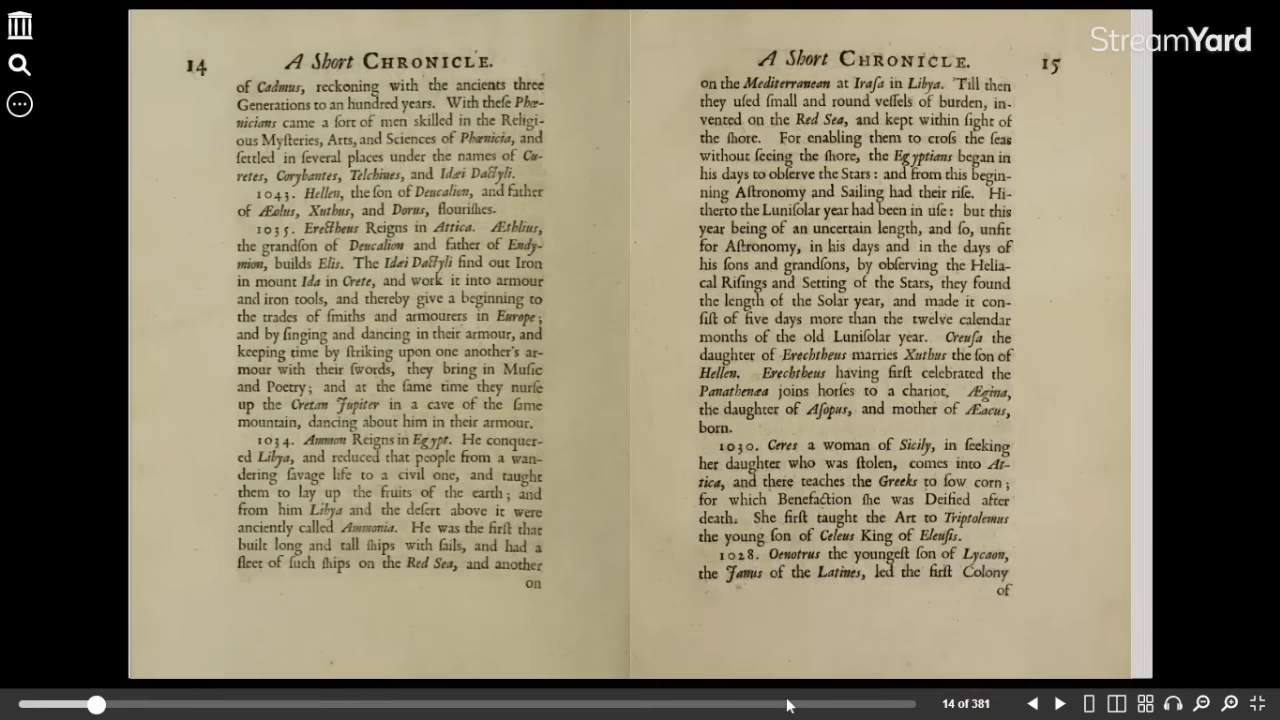 StreamYard
14
A Short CHRONICLE.
of Cadmus, reckoning with the ancients three
Generations to an hundred years. With theſe Phœ-
nicians came a ſort of men skilled in the Religi-
ous Myſteries, Arts, and Sciences of Phœnicia, and
ſettled in ſeveral places under the names of Cu-
retes, Corybantes, Telchines, and Idæi Dactyli.
1043. Hellen, the ſon of Deucalion, and father
of Æolus, Xuthus, and Dorus, flouriſhes.
1035. Erectheus Reigns in Attica. Æthlius,
the grandſon of Deucalion and father of Endy-
mion, builds Elis. The Idæi Dactyli find out Iron
in mount Ida in Crete, and work it into armour
and iron tools, and thereby give a beginning to
the trades of ſmiths and armourers in Europe;
and by ſinging and dancing in their armour, and
keeping time by ſtriking upon one another's ar-
mour with their ſwords, they bring in Muſic
and Poetry; and at the ſame time they nurſe
up the Cretan Jupiter in a cave of the ſame
mountain, dancing about him in their armour.
1034. Ammon Reigns in Egypt. He conquer-
ed Libya, and reduced that people from a wan-
dering ſavage life to a civil one, and taught
them to lay up the fruits of the earth; and
from him Libya and the deſert above it were
anciently called Ammonia. He was the firſt that
built long and tall ſhips with ſails, and had a
fleet of ſuch ſhips on the Red Sea, and another
on
A Short CHRONICLE.
15
on the Mediterranean at Iraſa in Libya. 'Till then
they uſed ſmall and round veſſels of burden, in-
vented on the Red Sea, and kept within ſight of
the ſhore. For enabling them to croſs the ſeas
without ſeeing the ſhore, the Egyptians began in
his days to obſerve the Stars: and from this begin-
ning Aſtronomy and Sailing had their riſe. Hi-
therto the Luniſolar year had been in uſe: but this
year being of an uncertain length, and ſo, unfit
for Aſtronomy, in his days and in the days of
his ſons and grandſons, by obſerving the Helia-
cal Riſings and Setting of the Stars, they found
the length of the Solar year, and made it con-
ſiſt of five days more than the twelve calendar
months of the old Luniſolar year. Creuſa the
daughter of Erechtheus marries Xuthus the ſon of
Hellen. Erechtheus having firſt celebrated the
Panathenæa joins horſes to a chariot. Ægina,
the daughter of Aſopus, and mother of Æacus,
born.
1030. Ceres a woman of Sicily, in ſeeking
her daughter who was ſtolen, comes into At-
tica, and there teaches the Greeks to ſow corn;
for which Benefaction ſhe was Deified after
death. She firſt taught the Art to Triptolemus
the young ſon of Celeus King of Eleuſis.
1028. Oenotrus the youngeſt ſon of Lycaon,
the Janus of the Latines, led the firſt Colony
of
14 of 381